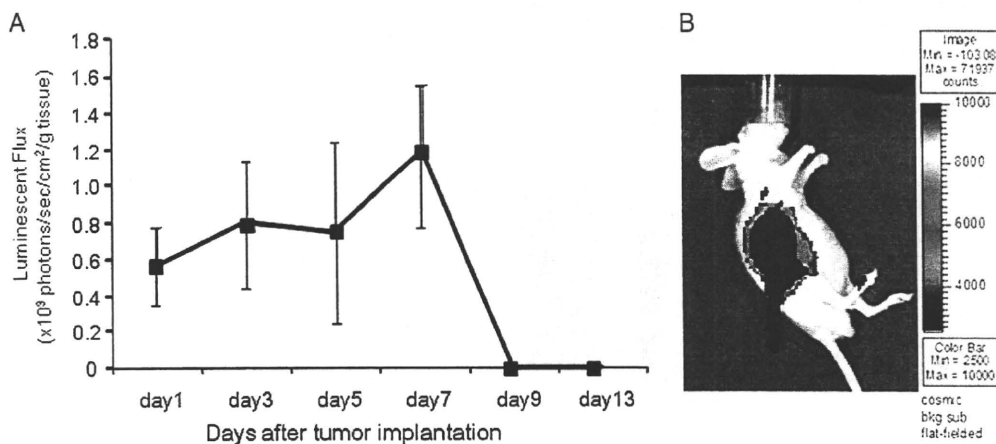 A
Luminescent Flux
(x10³ photons/sec/cm²/g tissue)
1.8
1.6
1.4
1.2
1.0
0.8
0.6
0.4
0.2
0
day1
day3
day5
day7
day9
day13
Days after tumor implantation
B
Image
Min = -103.08
Max = 71937
counts
10000
8000
6000
4000
Color Bar
Min = 2500
Max = 10000
cosmic
bkg sub
flat-fielded